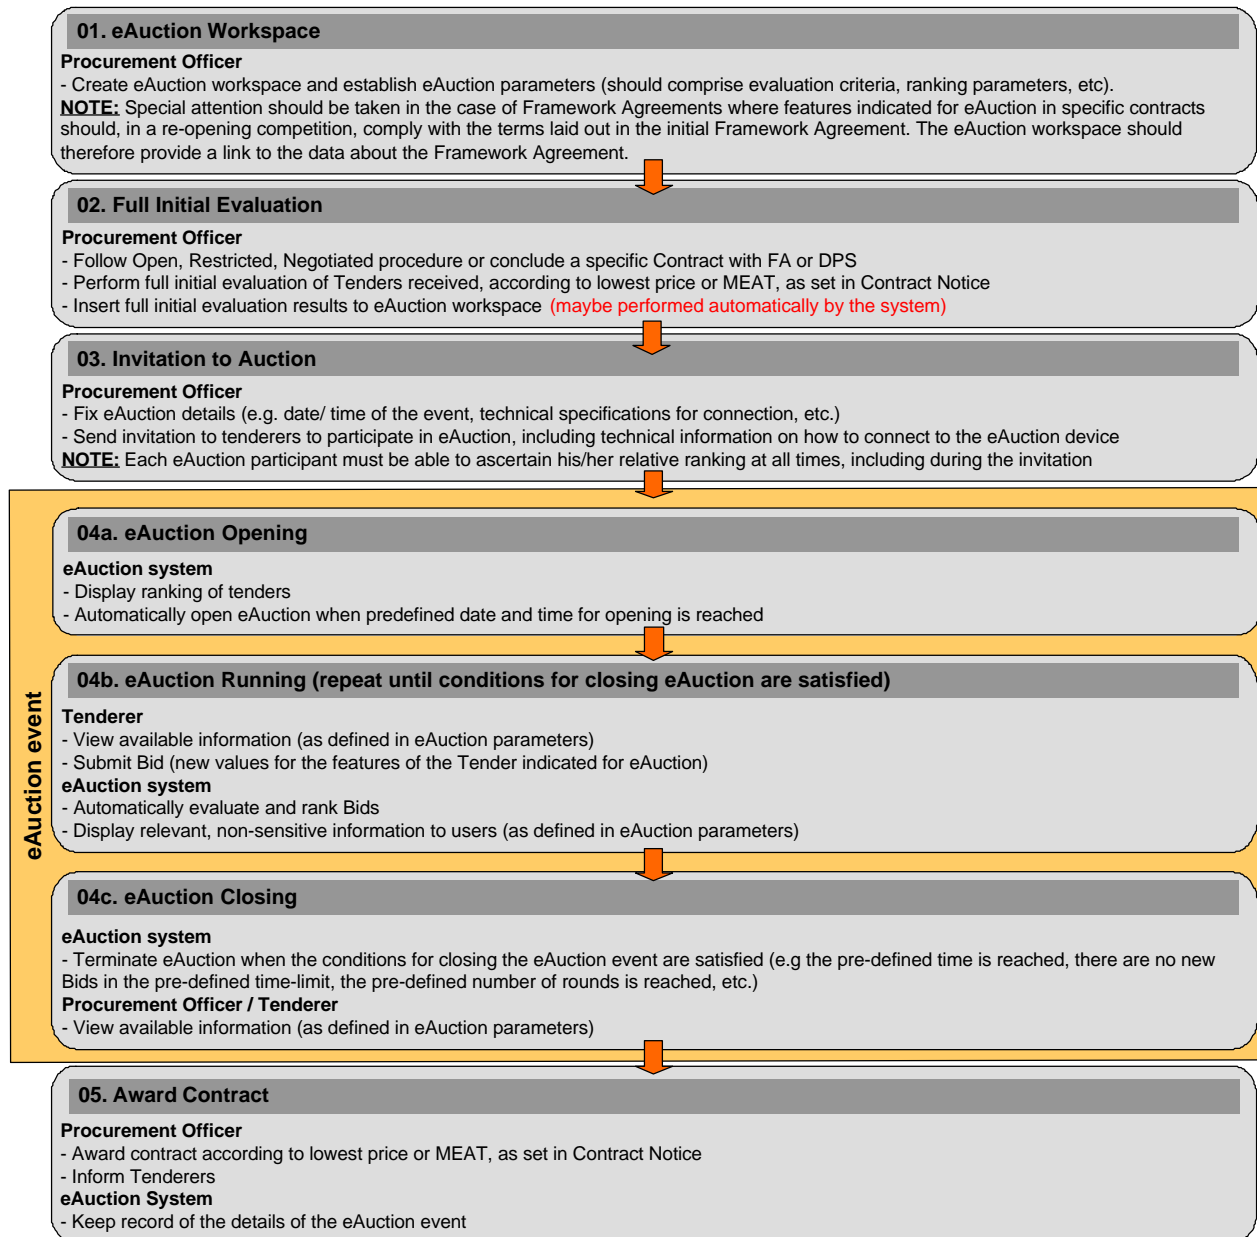 01. eAuction Workspace
Procurement Officer
- Create eAuction workspace and establish eAuction parameters (should comprise evaluation criteria, ranking parameters, etc).
NOTE: Special attention should be taken in the case of Framework Agreements where features indicated for eAuction in specific contracts
should, in a re-opening competition, comply with the terms laid out in the initial Framework Agreement. The eAuction workspace should
therefore provide a link to the data about the Framework Agreement.
02. Full Initial Evaluation
Procurement Officer
- Follow Open, Restricted, Negotiated procedure or conclude a specific Contract with FA or DPS
- Perform full initial evaluation of Tenders received, according to lowest price or MEAT, as set in Contract Notice
- Insert full initial evaluation results to eAuction workspace (maybe performed automatically by the system)
03. Invitation to Auction
Procurement Officer
- Fix eAuction details (e.g. date/ time of the event, technical specifications for connection, etc.)
- Send invitation to tenderers to participate in eAuction, including technical information on how to connect to the eAuction device
NOTE: Each eAuction participant must be able to ascertain his/her relative ranking at all times, including during the invitation
eAuction event
04a. eAuction Opening
eAuction system
- Display ranking of tenders
- Automatically open eAuction when predefined date and time for opening is reached
04b. eAuction Running (repeat until conditions for closing eAuction are satisfied)
Tenderer
- View available information (as defined in eAuction parameters)
- Submit Bid (new values for the features of the Tender indicated for eAuction)
eAuction system
- Automatically evaluate and rank Bids
- Display relevant, non-sensitive information to users (as defined in eAuction parameters)
04c. eAuction Closing
eAuction system
- Terminate eAuction when the conditions for closing the eAuction event are satisfied (e.g the pre-defined time is reached, there are no new
Bids in the pre-defined time-limit, the pre-defined number of rounds is reached, etc.)
Procurement Officer / Tenderer
- View available information (as defined in eAuction parameters)
05. Award Contract
Procurement Officer
- Award contract according to lowest price or MEAT, as set in Contract Notice
- Inform Tenderers
eAuction System
- Keep record of the details of the eAuction event